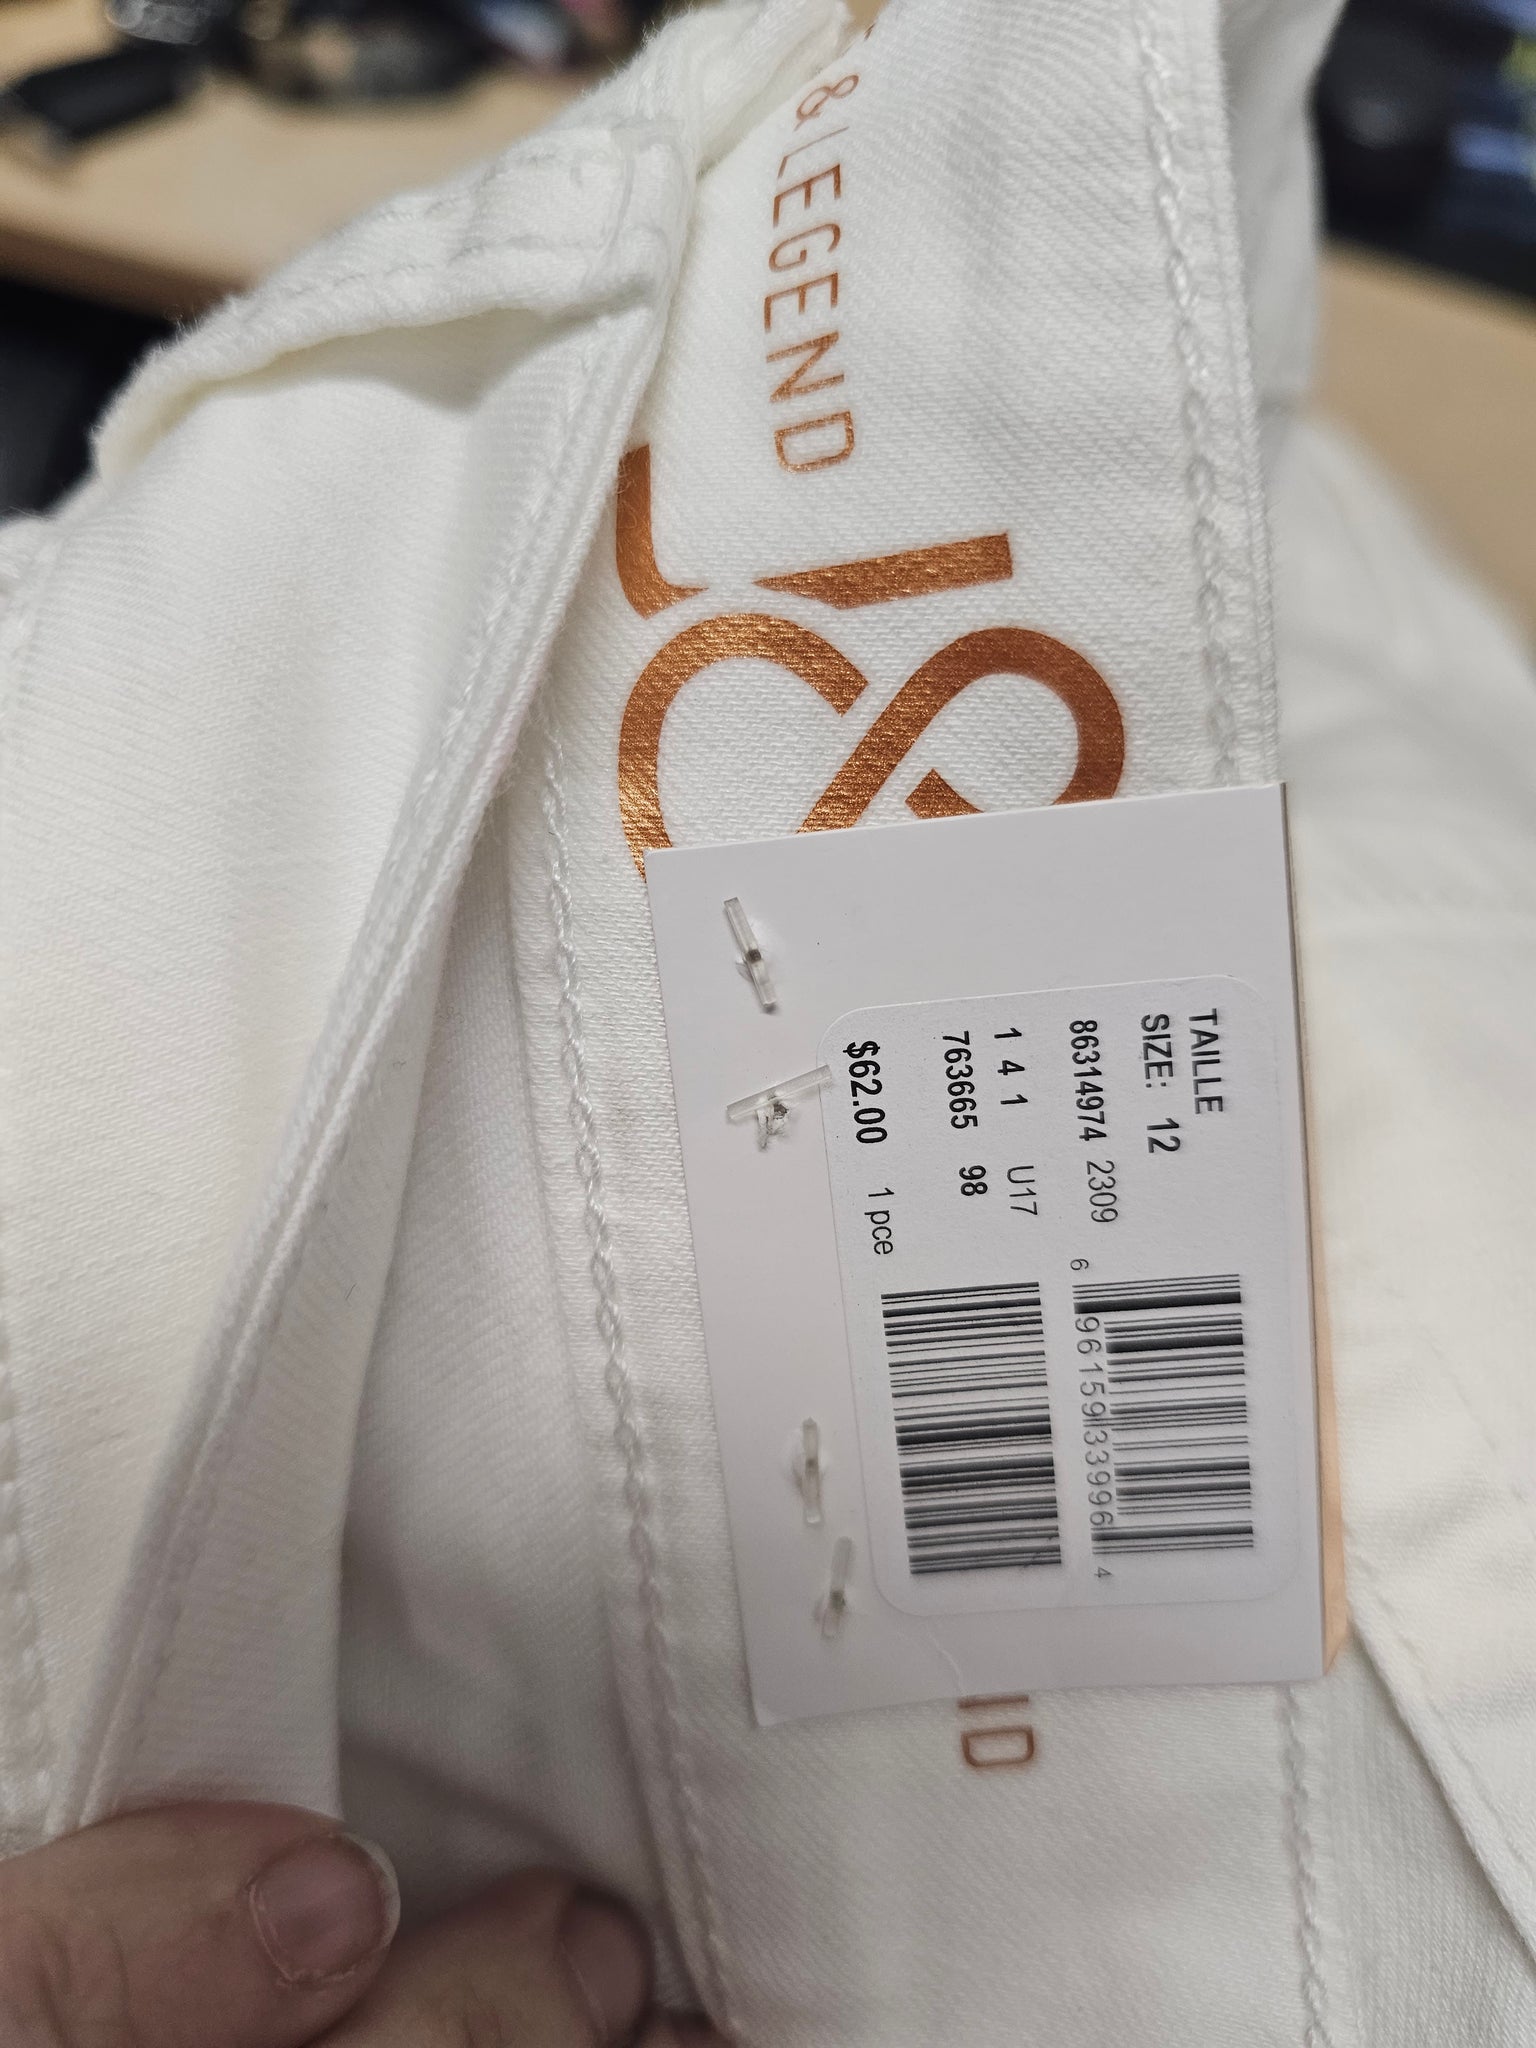 & LEGEND
TAILLE
SIZE: 12
86314974 2309
1 4 1 U17
763665 98
$62.00 1 pce
6 96159 33996 4